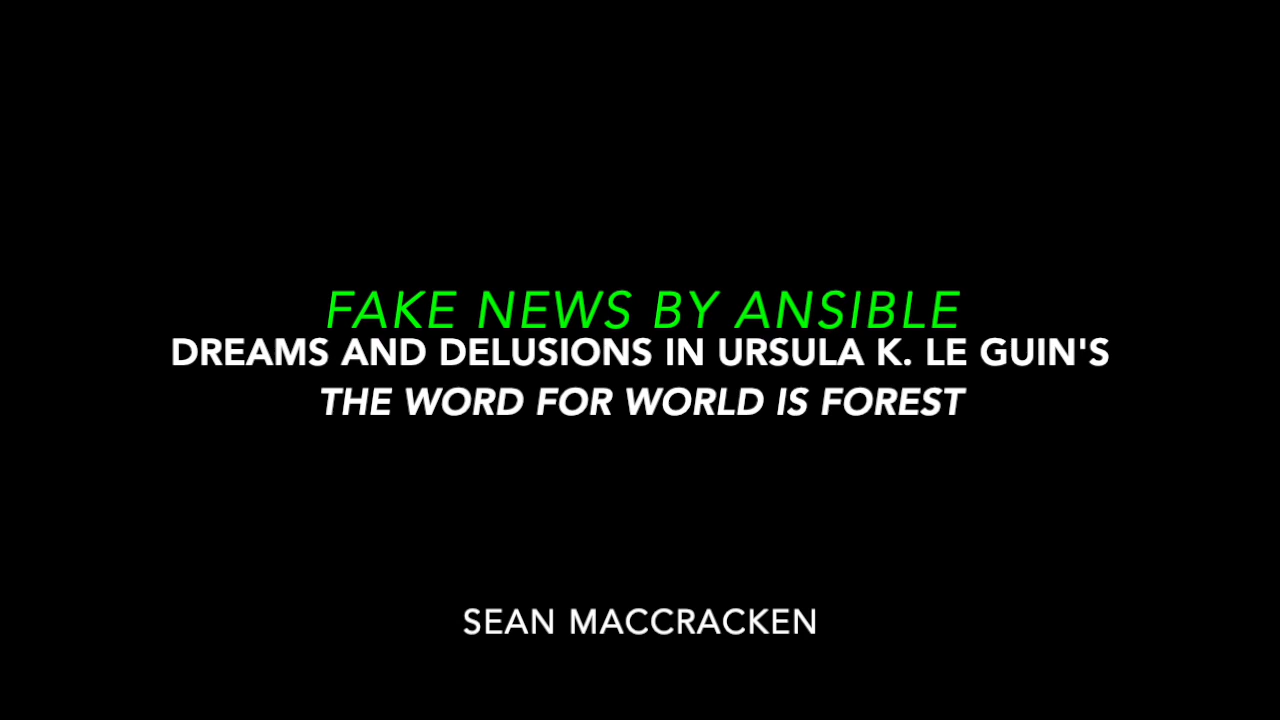 FAKE NEWS BY ANSIBLE
DREAMS AND DELUSIONS IN URSULA K. LE GUIN'S
THE WORD FOR WORLD IS FOREST
SEAN MACCRACKEN